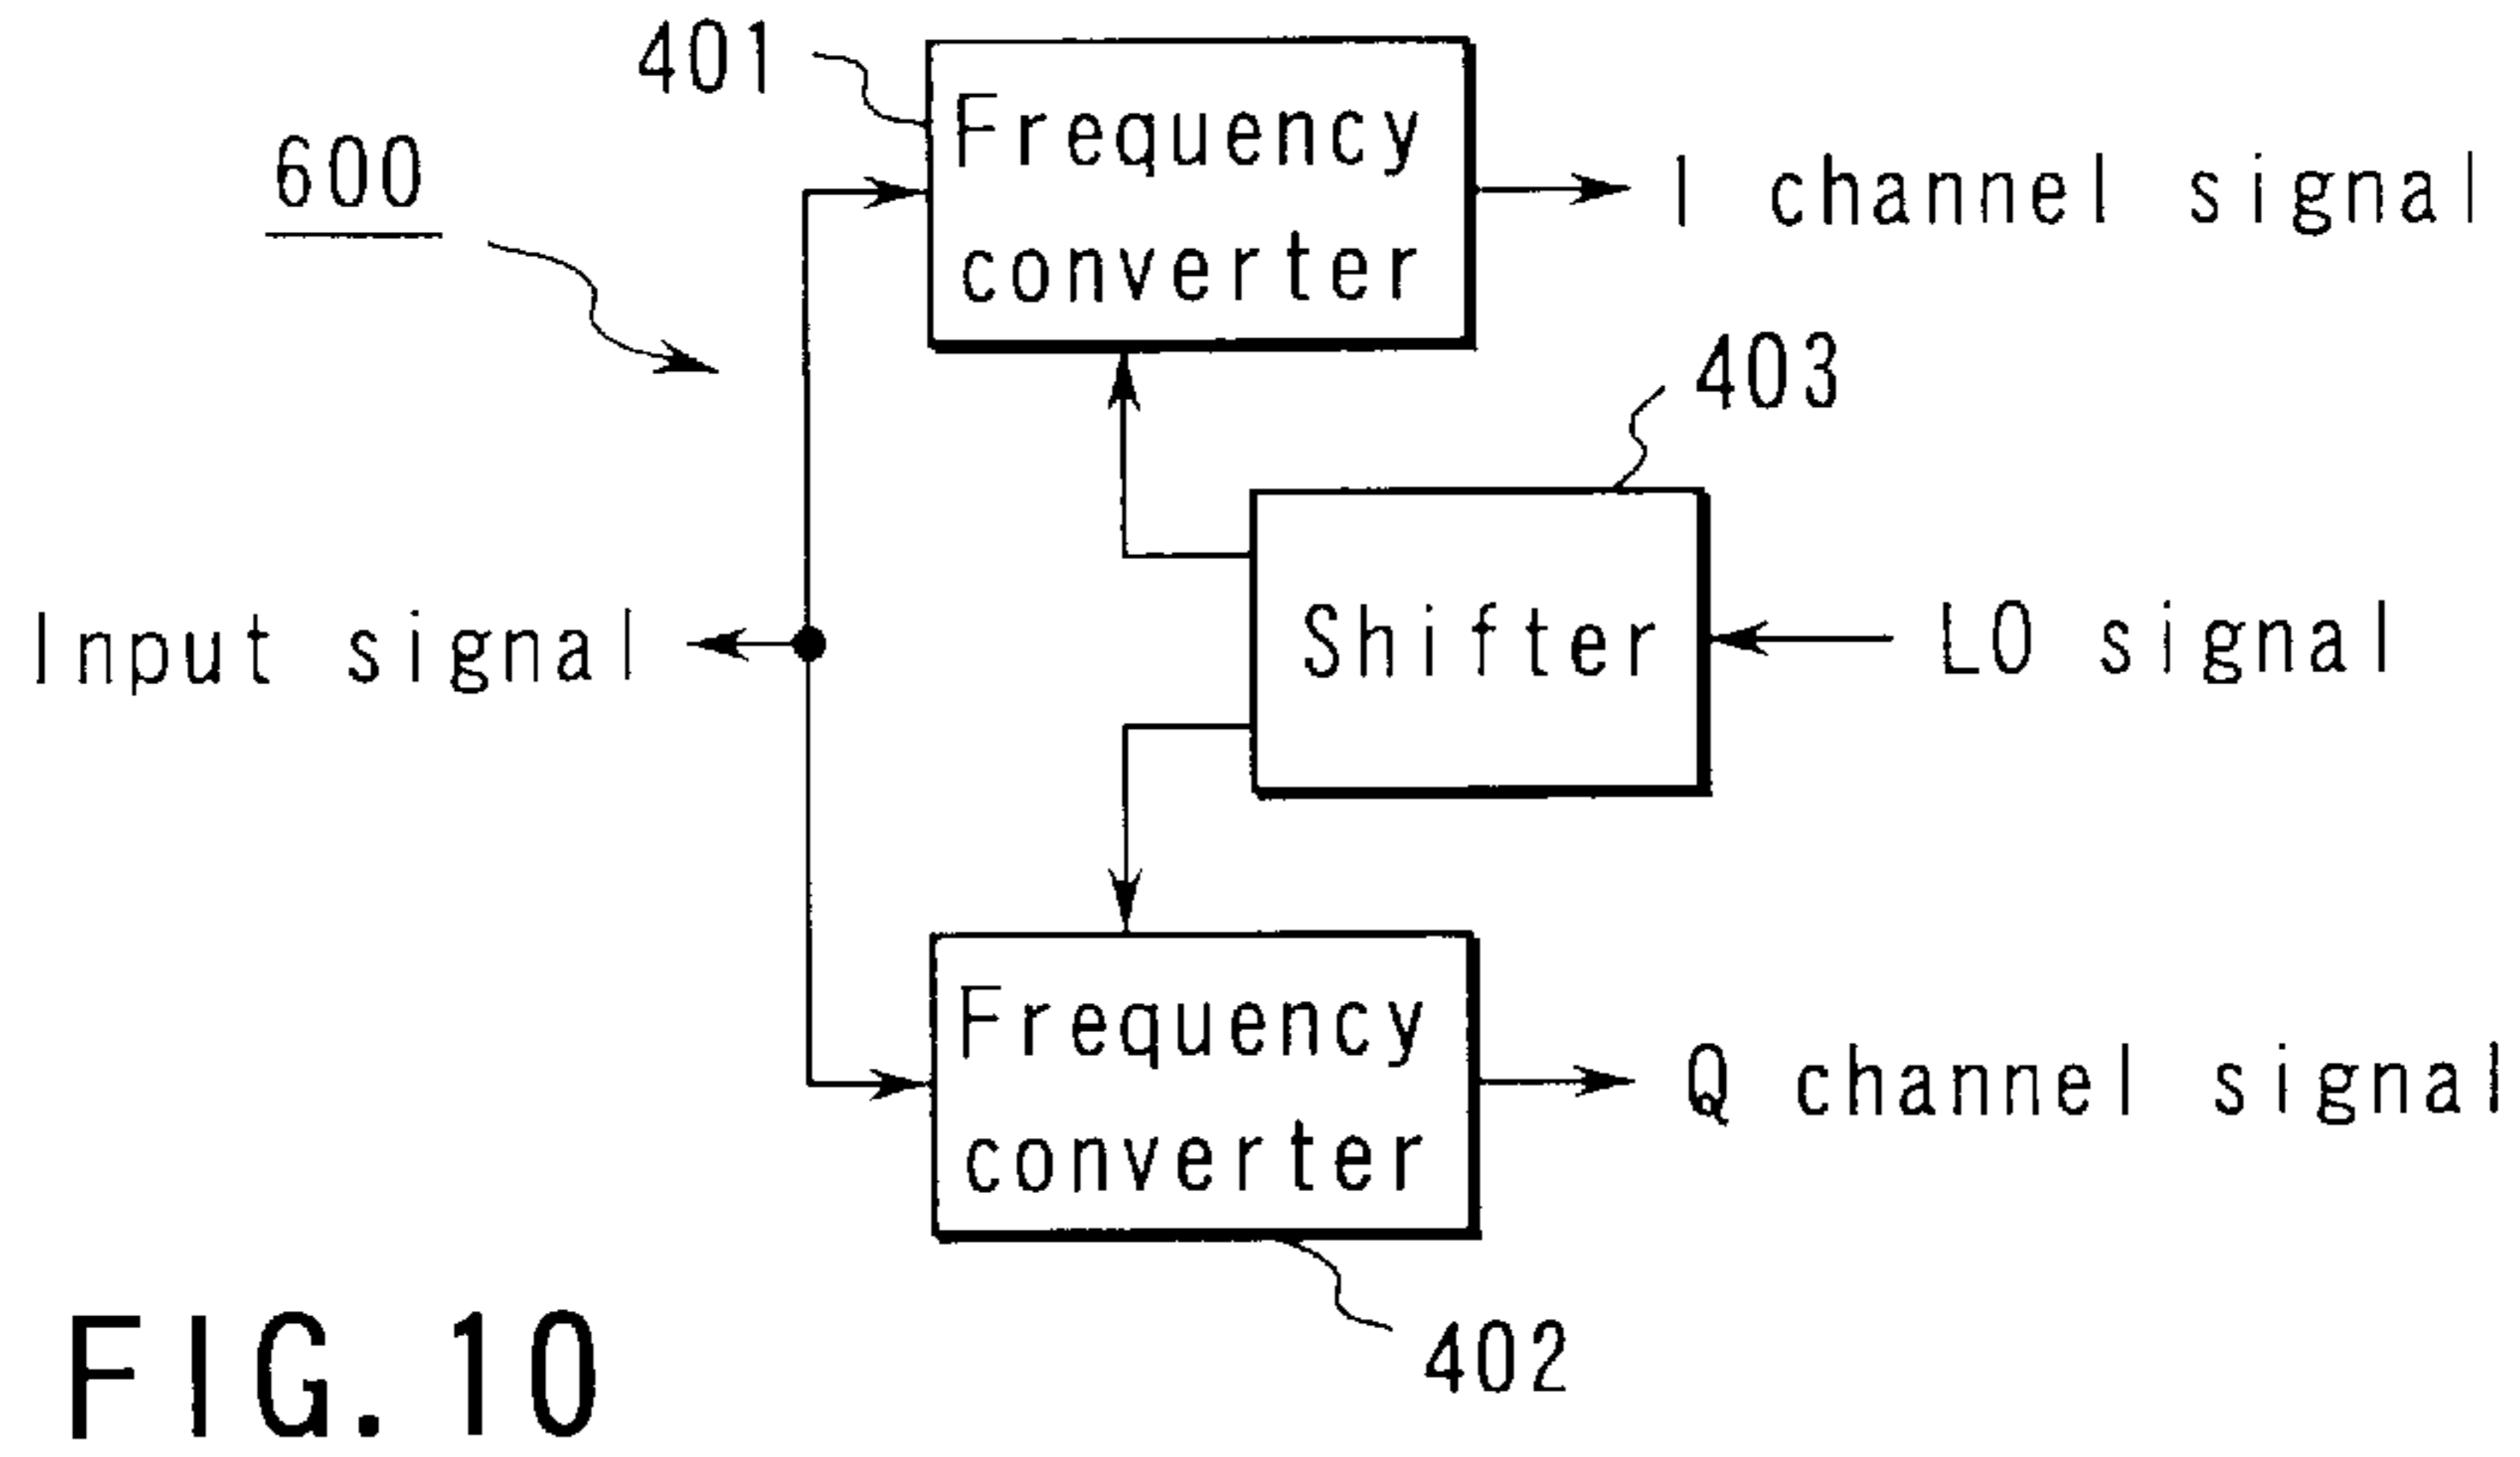 401
Frequency
converter
600
I channel signal
403
Input signal
Shifter
LO signal
Frequency
converter
Q channel signal
402
FIG. 10